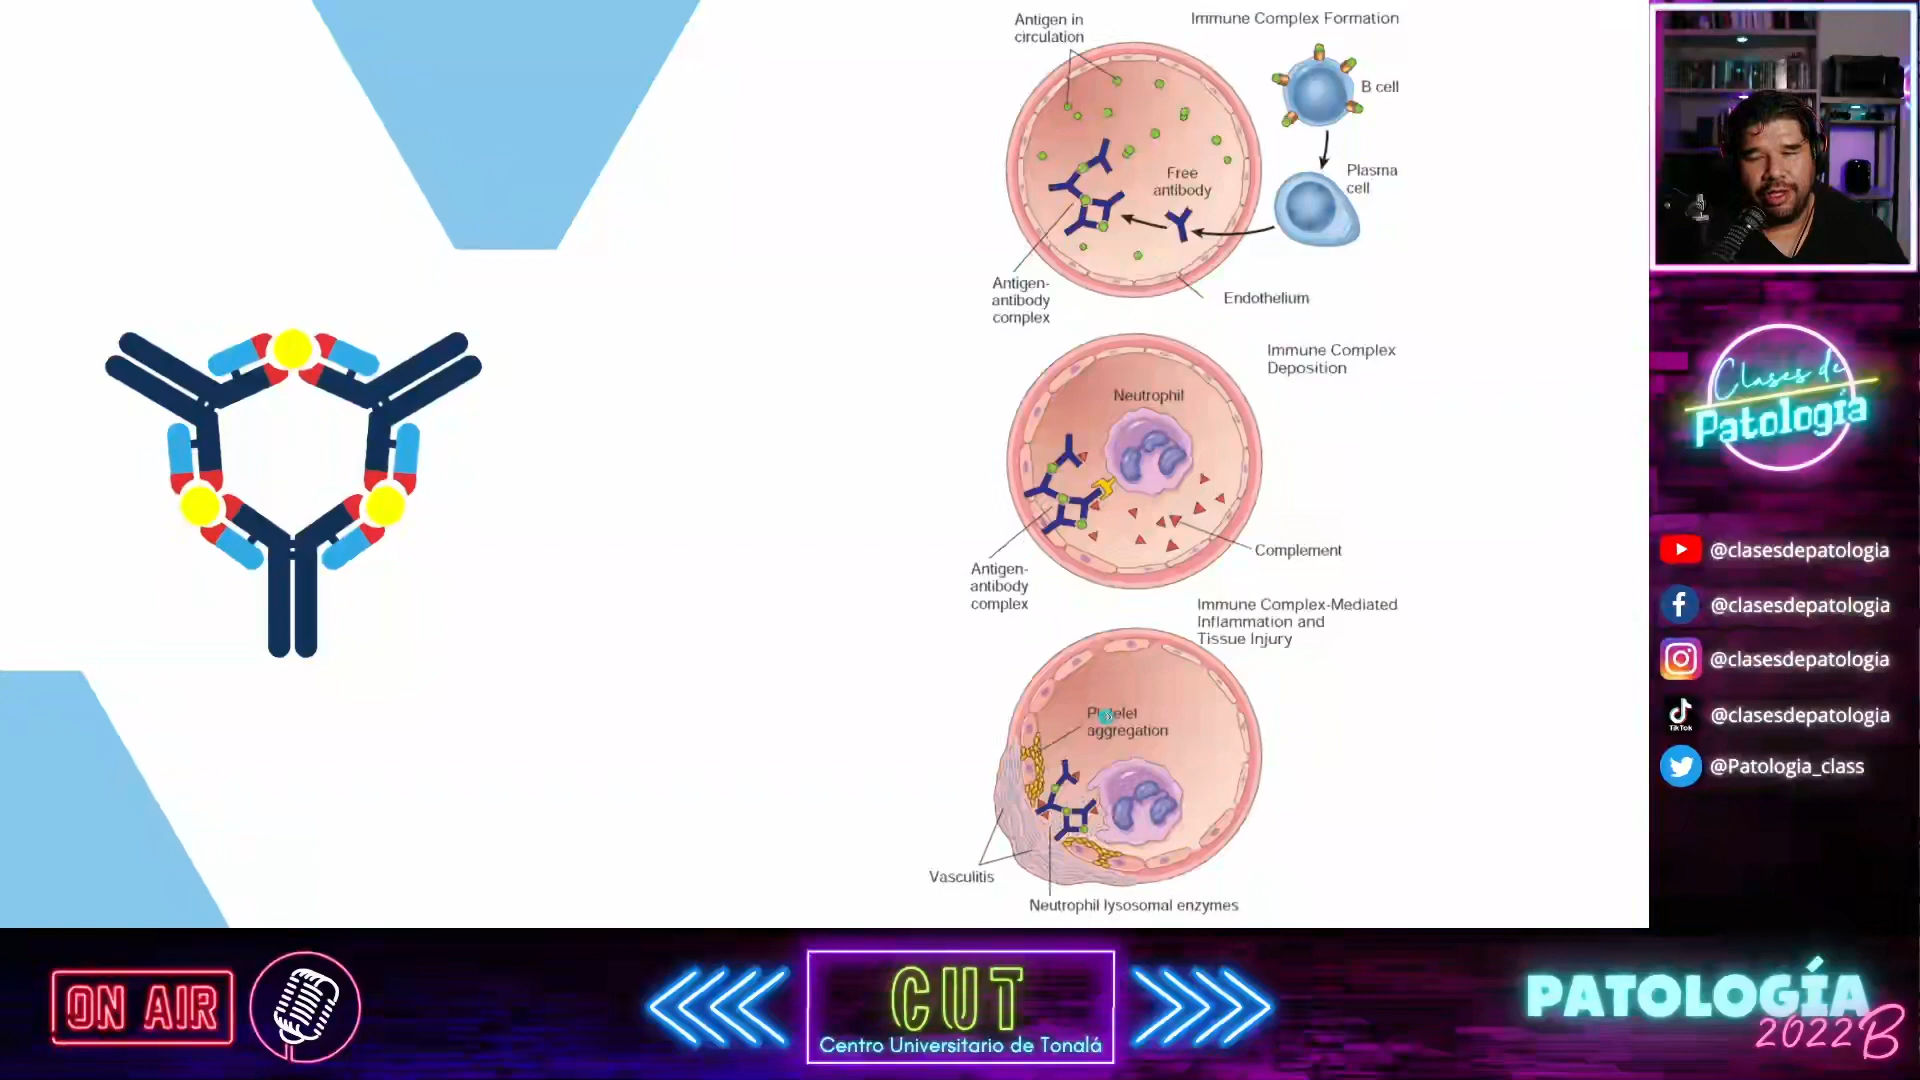 Antigen in
circulation
Immune Complex Formation
B cell
Plasma
cell
Free
antibody
Antigen-
antibody
complex
Endothelium
Immune Complex
Deposition
Neutrophil
Complement
Antigen-
antibody
complex
Immune Complex-Mediated
Inflammation and
Tissue Injury
Platelet
aggregation
Vasculitis
Neutrophil lysosomal enzymes
Clases de
Patología
@clasesdepatologia
@clasesdepatologia
@clasesdepatologia
TikTok
@clasesdepatologia
@Patologia_class
ON AIR
CUT
Centro Universitario de Tonalá
PATOLOGÍA
2022B